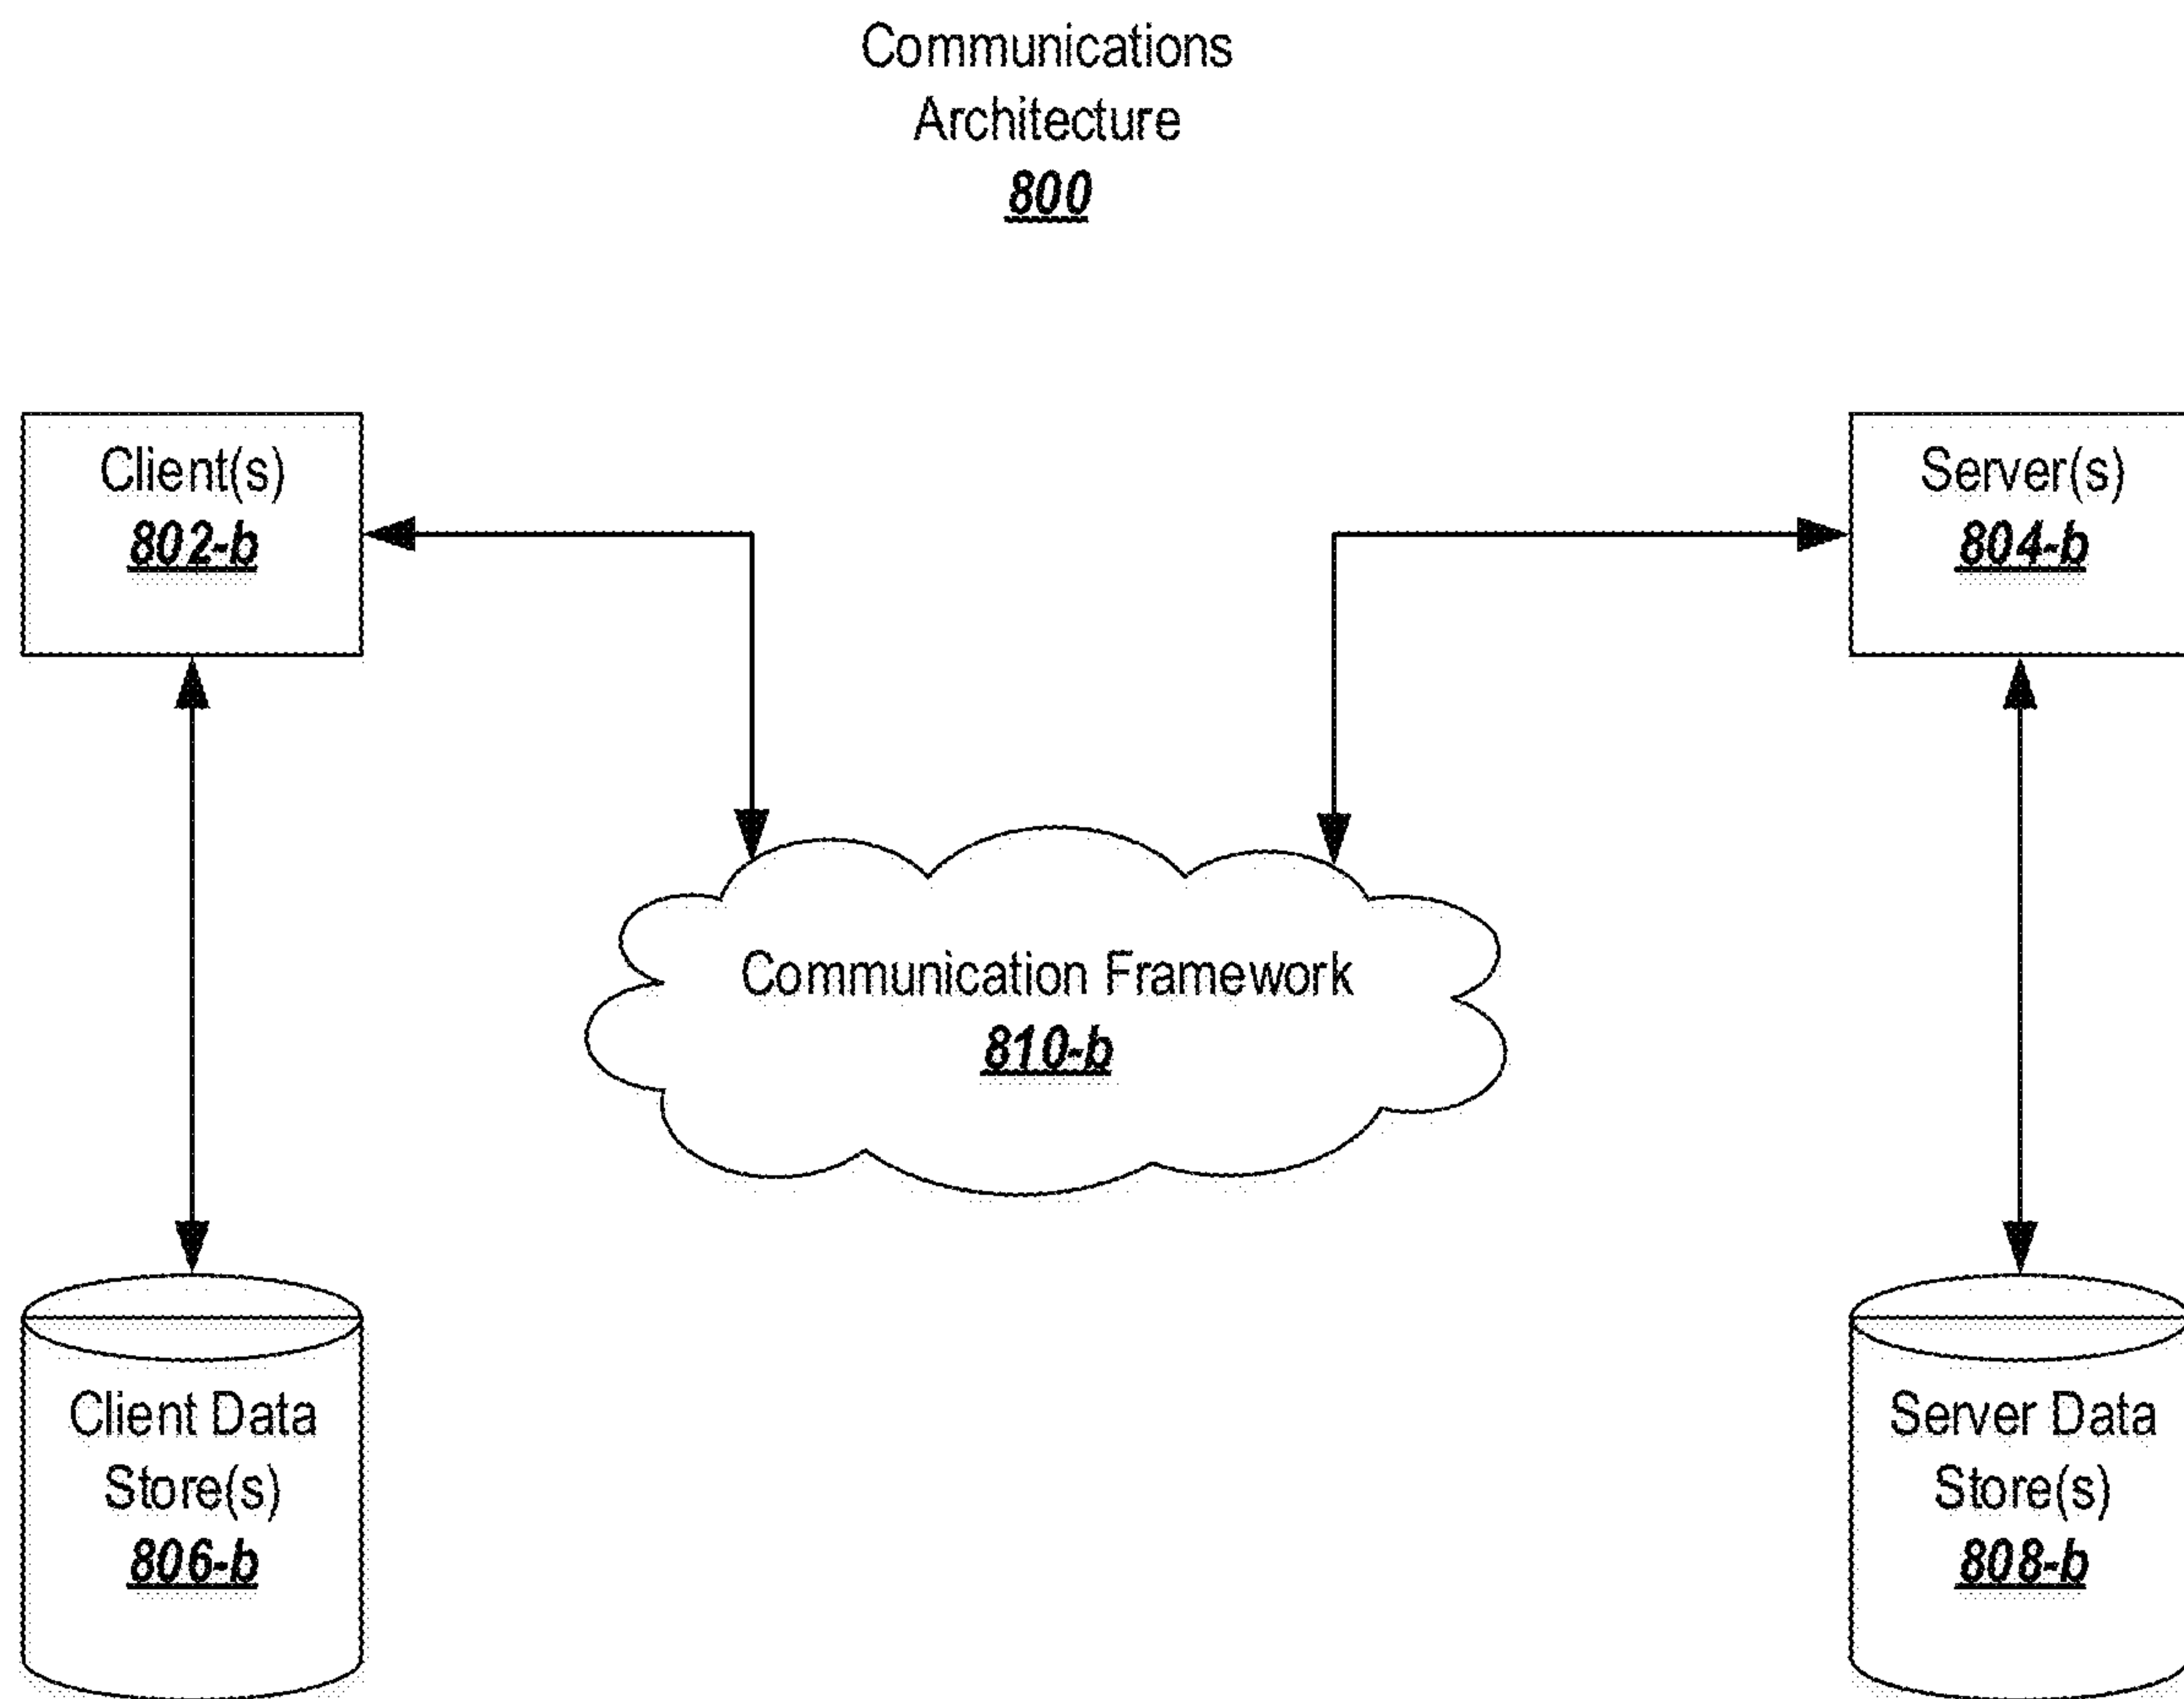 Communications
Architecture
800
Client(s)
802-b
Server(s)
804-b
Communication Framework
810-b
Client Data
Store(s)
806-b
Server Data
Store(s)
808-b